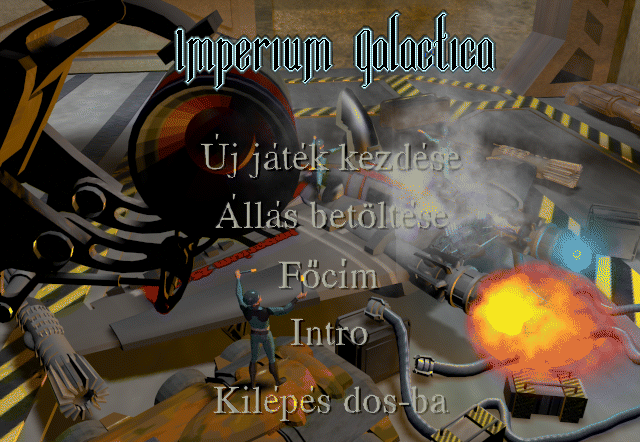 Imperium Galactica
Új játék kezdése
Állás betöltése
Főcím
Intro
Kilépés dos-ba